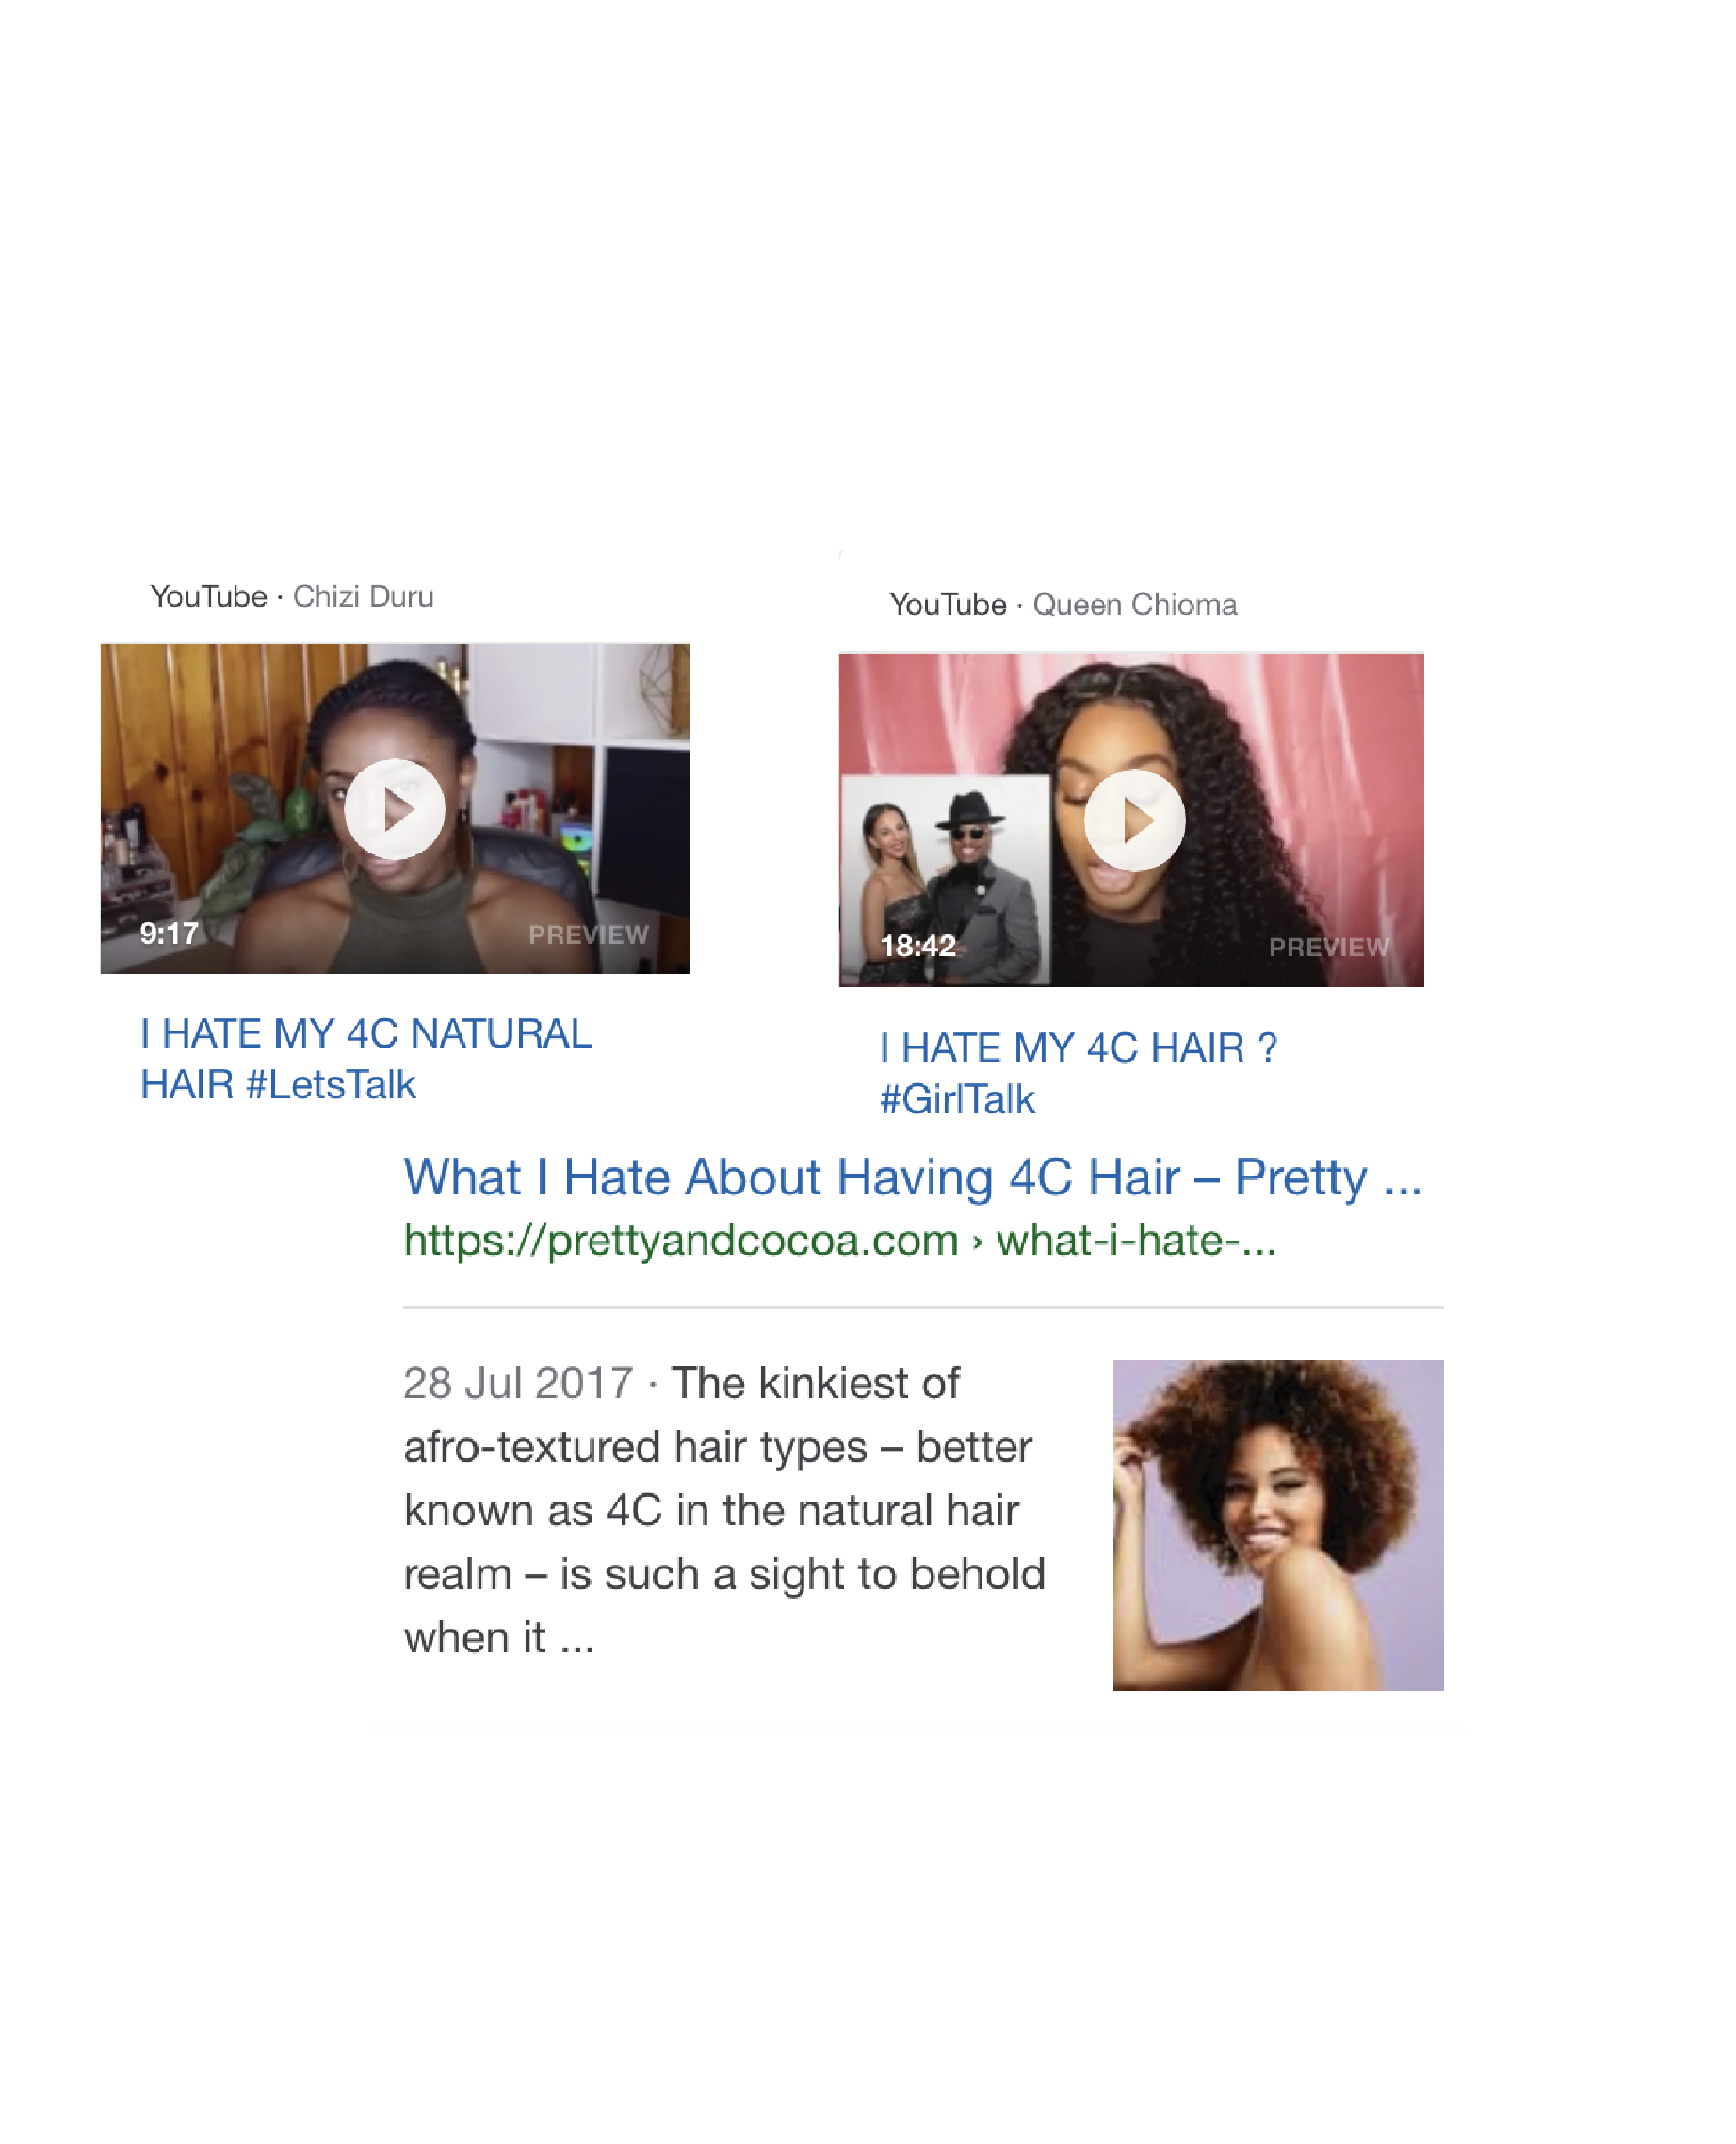 YouTube · Chizi Duru
9:17
PREVIEW
I HATE MY 4C NATURAL
HAIR #LetsTalk
YouTube · Queen Chioma
18:42
PREVIEW
I HATE MY 4C HAIR ?
#GirlTalk
What I Hate About Having 4C Hair – Pretty ...
https://prettyandcocoa.com › what-i-hate-...
28 Jul 2017 · The kinkiest of
afro-textured hair types – better
known as 4C in the natural hair
realm – is such a sight to behold
when it ...